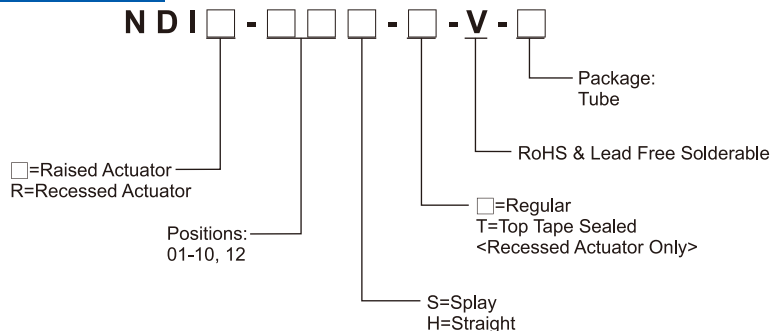 NDI□-□□□-□-V-□
Package:
Tube
RoHS & Lead Free Solderable
□=Raised Actuator
R=Recessed Actuator
□=Regular
T=Top Tape Sealed
<Recessed Actuator Only>
Positions:
01-10, 12
S=Splay
H=Straight